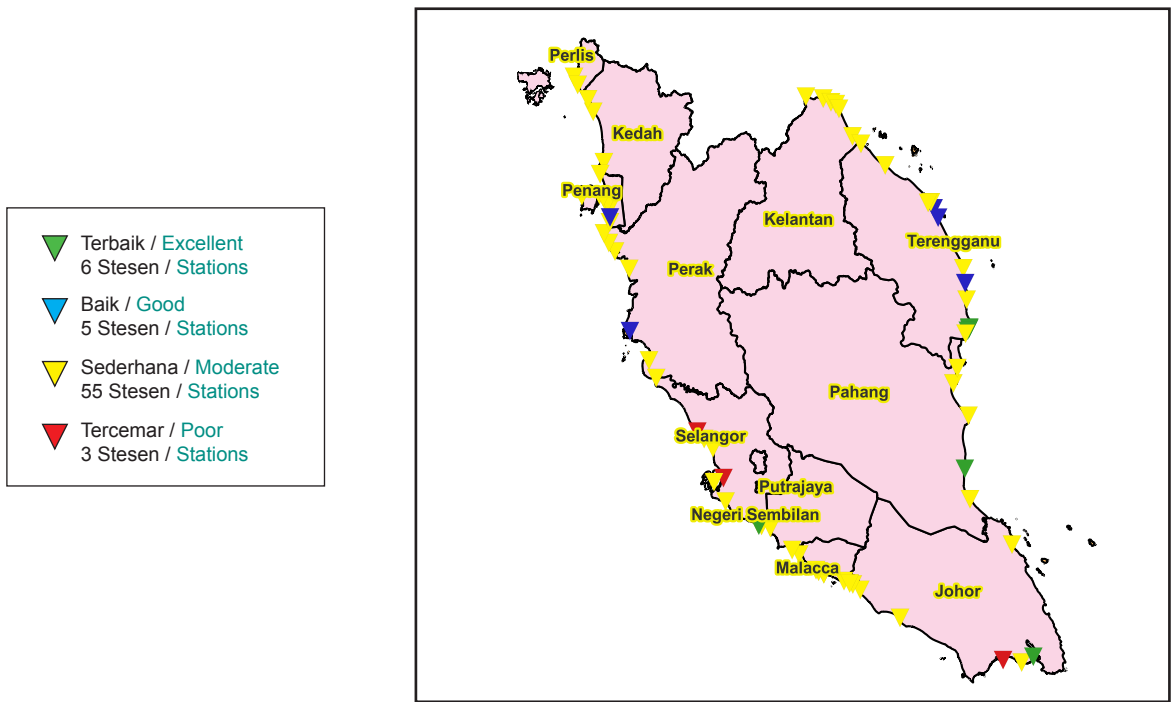 Terbaik / Excellent
6 Stesen / Stations
Baik / Good
5 Stesen / Stations
Sederhana / Moderate
55 Stesen / Stations
Tercemar / Poor
3 Stesen / Stations
Perlis
Kedah
Penang
Kelantan
Terengganu
Perak
Pahang
Selangor
Putrajaya
Negeri Sembilan
Malacca
Johor